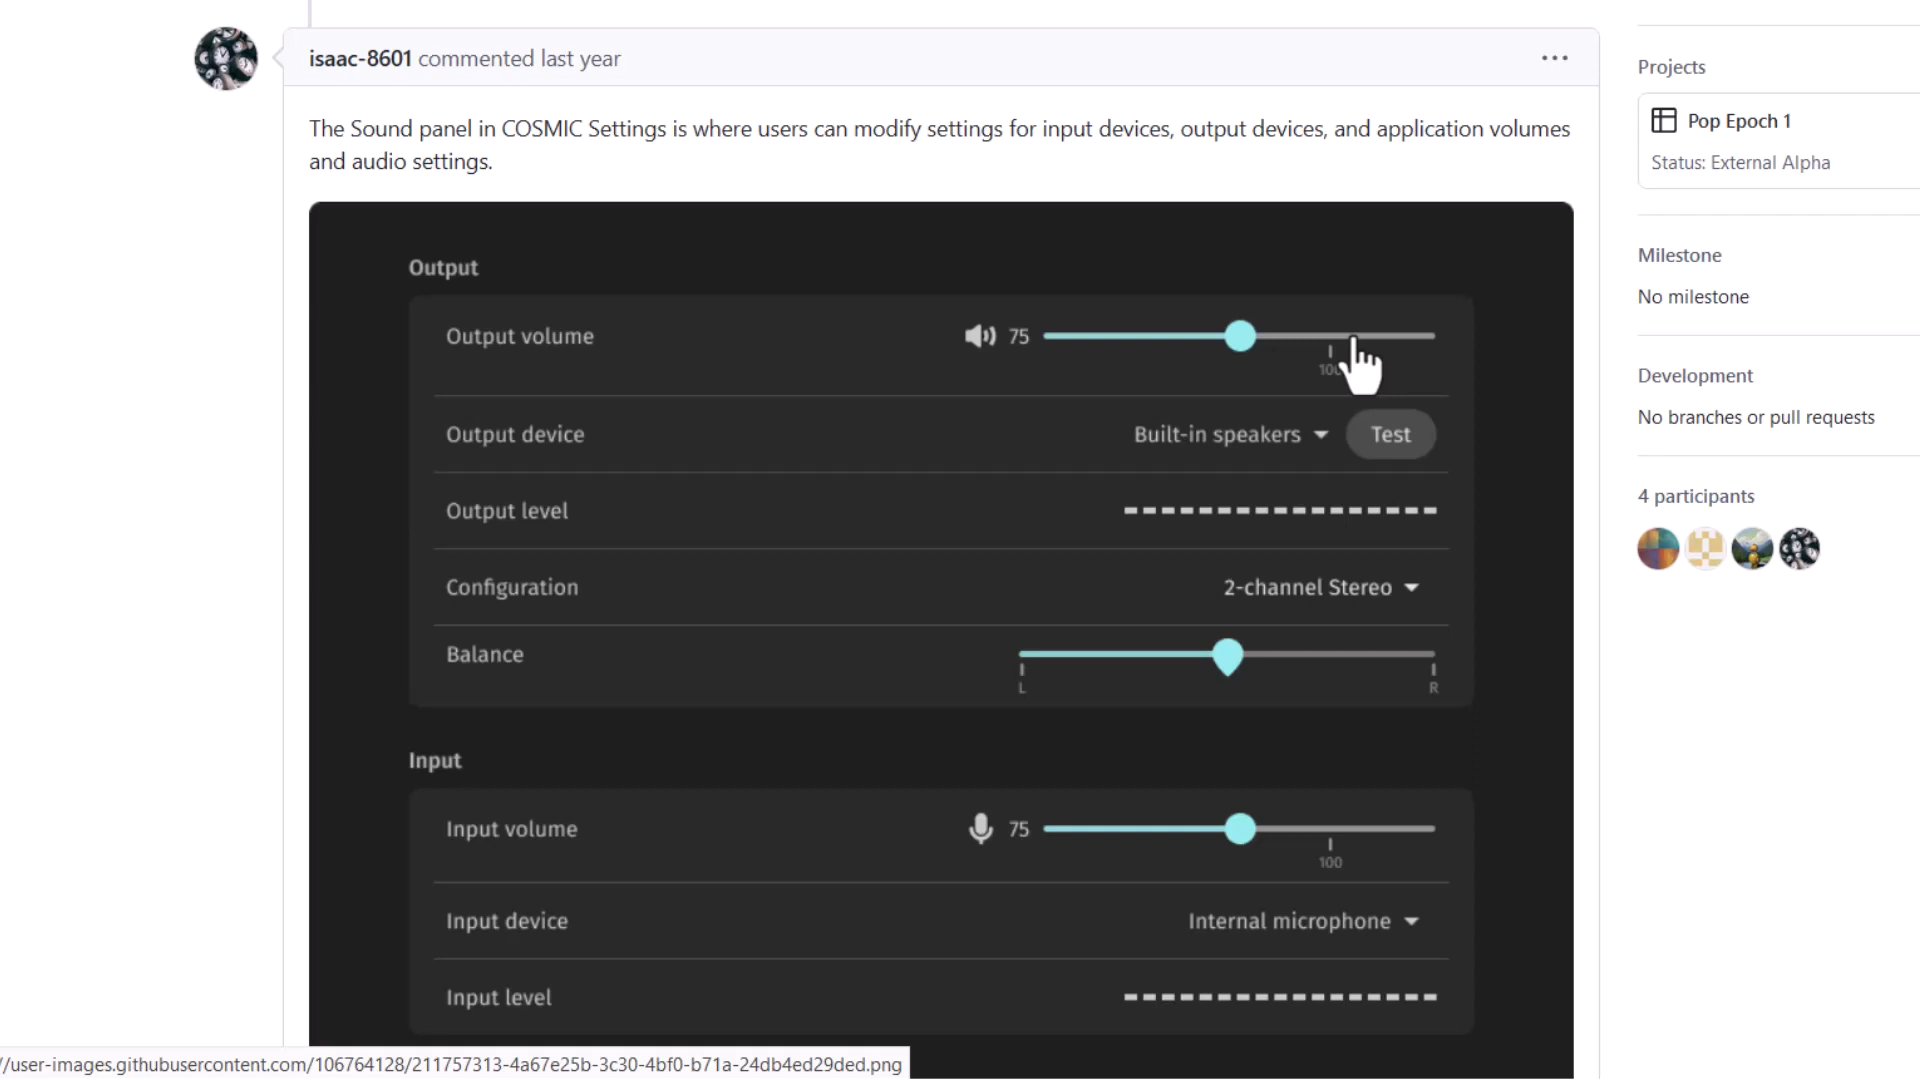 isaac-8601 commented last year
The Sound panel in COSMIC Settings is where users can modify settings for input devices, output devices, and application volumes
and audio settings.
Output
Output volume 75
100
Output device Built-in speakers Test
Output level
Configuration 2-channel Stereo
Balance
L R
Input
Input volume 75
100
Input device Internal microphone
Input level
Projects
Pop Epoch 1
Status: External Alpha
Milestone
No milestone
Development
No branches or pull requests
4 participants
//user-images.githubusercontent.com/106764128/211757313-4a67e25b-3c30-4bf0-b71a-24db4ed29ded.png